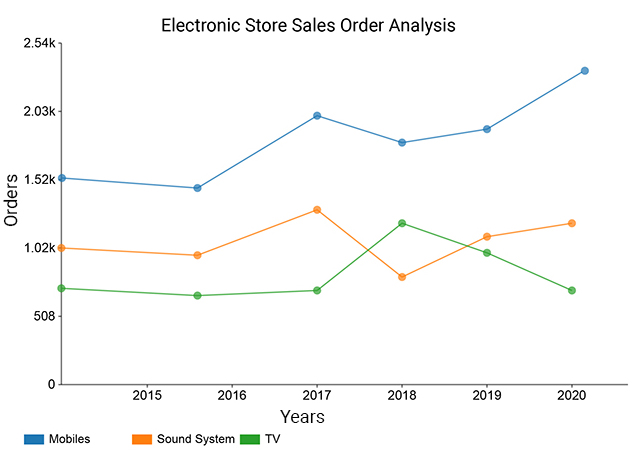 Electronic Store Sales Order Analysis
2.54k
2.03k
1.52k
1.02k
508
0
Orders
2015 2016 2017 2018 2019 2020
Years
Mobiles Sound System TV